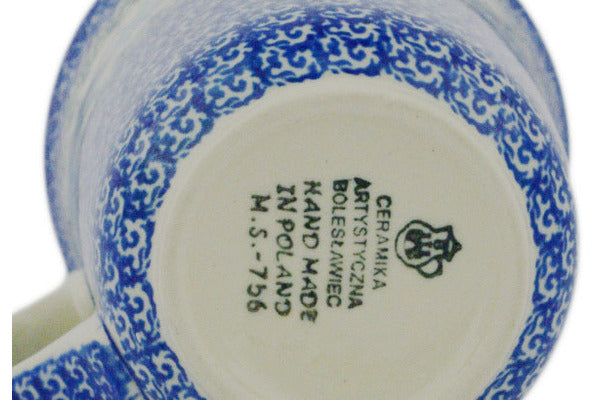 CERAMIKA
ARTYSTYCZNA
BOLESŁAWIEC
HAND MADE
IN POLAND
M.S.-756